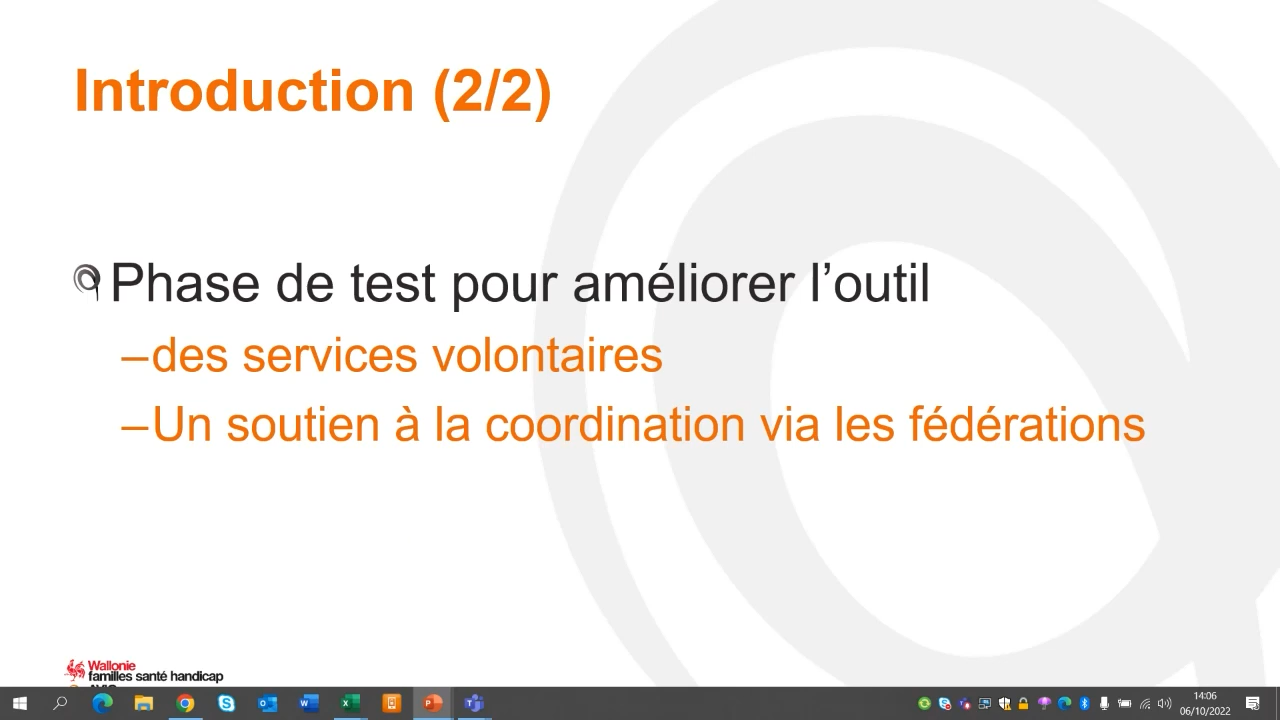 Introduction (2/2)
Phase de test pour améliorer l’outil
–des services volontaires
–Un soutien à la coordination via les fédérations
Wallonie
familles santé handicap
AVIQ
14:06
06/10/2022